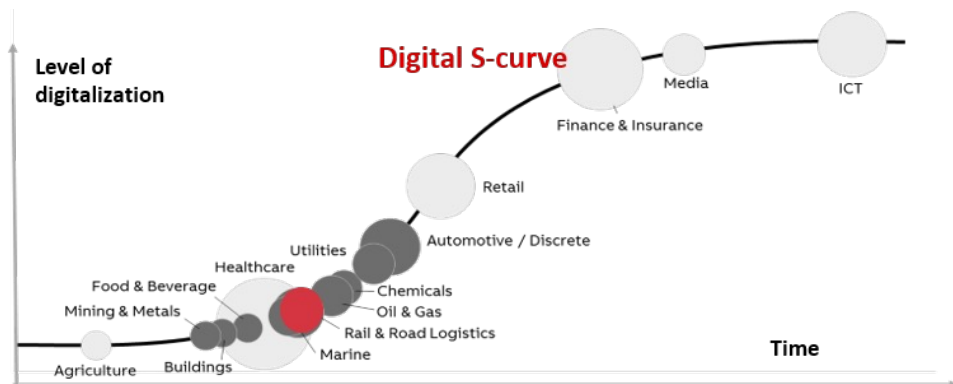 Digital S-curve
Level of
digitalization
Media
ICT
Finance & Insurance
Retail
Automotive / Discrete
Utilities
Healthcare
Food & Beverage
Chemicals
Mining & Metals
Oil & Gas
Rail & Road Logistics
Marine
Time
Buildings
Agriculture